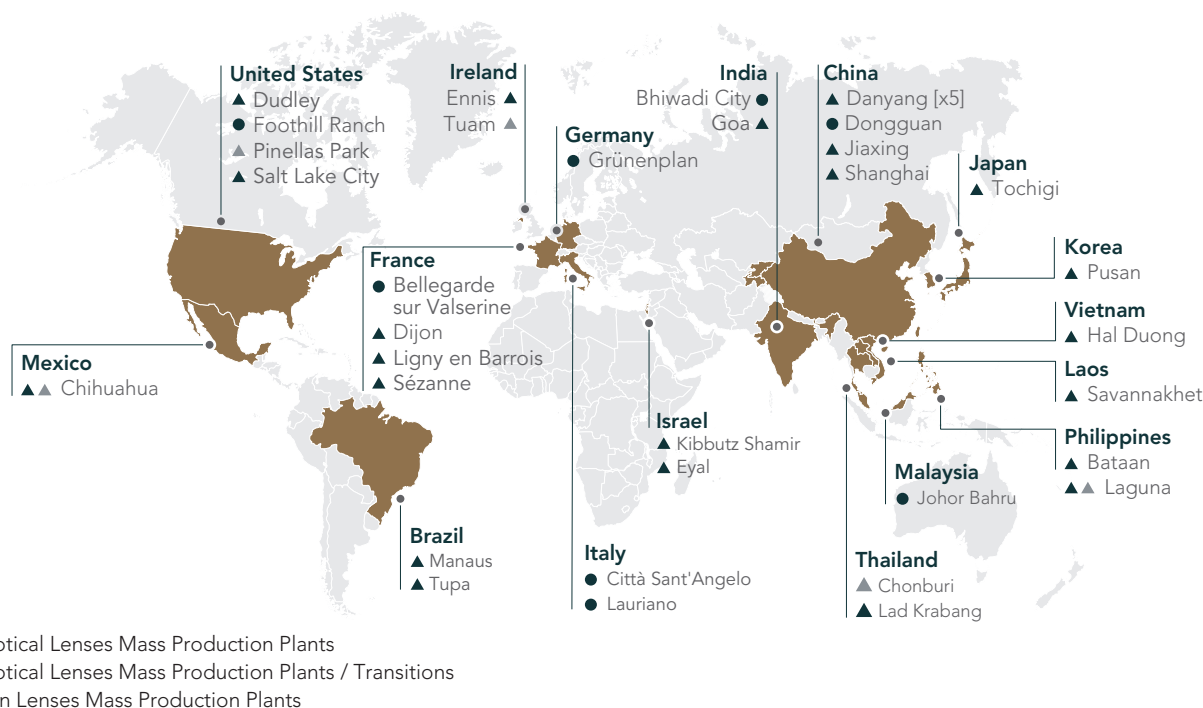 United States
Dudley
Foothill Ranch
Pinellas Park
Salt Lake City
Ireland
Ennis
Tuam
Germany
Grünenplan
India
Bhiwadi City
Goa
China
Danyang [x5]
Dongguan
Jiaxing
Shanghai
Japan
Tochigi
Korea
Pusan
France
Bellegarde
sur Valserine
Dijon
Ligny en Barrois
Sézanne
Vietnam
Hal Duong
Mexico
Chihuahua
Laos
Savannakhet
Israel
Kibbutz Shamir
Eyal
Philippines
Bataan
Laguna
Malaysia
Johor Bahru
Brazil
Manaus
Tupa
Italy
Città Sant'Angelo
Lauriano
Thailand
Chonburi
Lad Krabang
ptical Lenses Mass Production Plants
ptical Lenses Mass Production Plants / Transitions
n Lenses Mass Production Plants